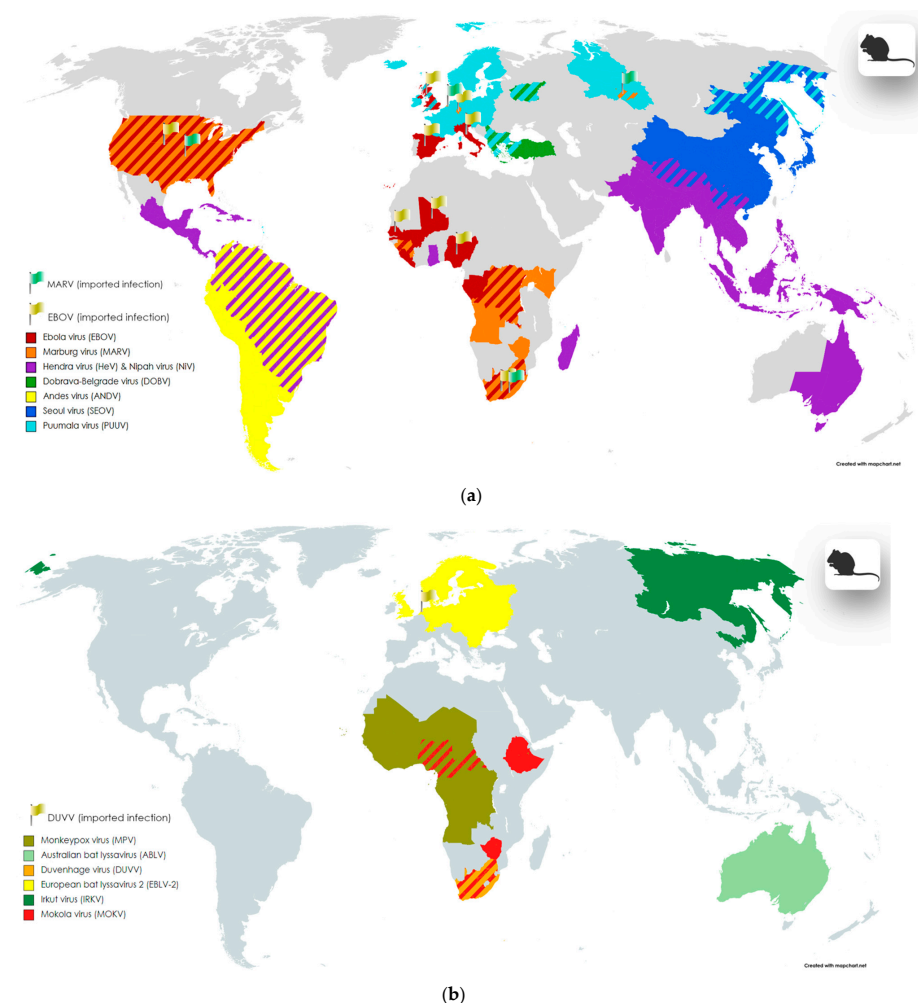 MARV (imported infection)
EBOV (imported infection)
Ebola virus (EBOV)
Marburg virus (MARV)
Hendra virus (HeV) & Nipah virus (NiV)
Dobrava-Belgrade virus (DOBV)
Andes virus (ANDV)
Seoul virus (SEOV)
Puumala virus (PUUV)
Created with mapchart.net
(a)
DUVV (imported infection)
Monkeypox virus (MPV)
Australian bat lyssavirus (ABLV)
Duvenhage virus (DUVV)
European bat lyssavirus 2 (EBLV-2)
Irkut virus (IRKV)
Mokola virus (MOKV)
Created with mapchart.net
(b)